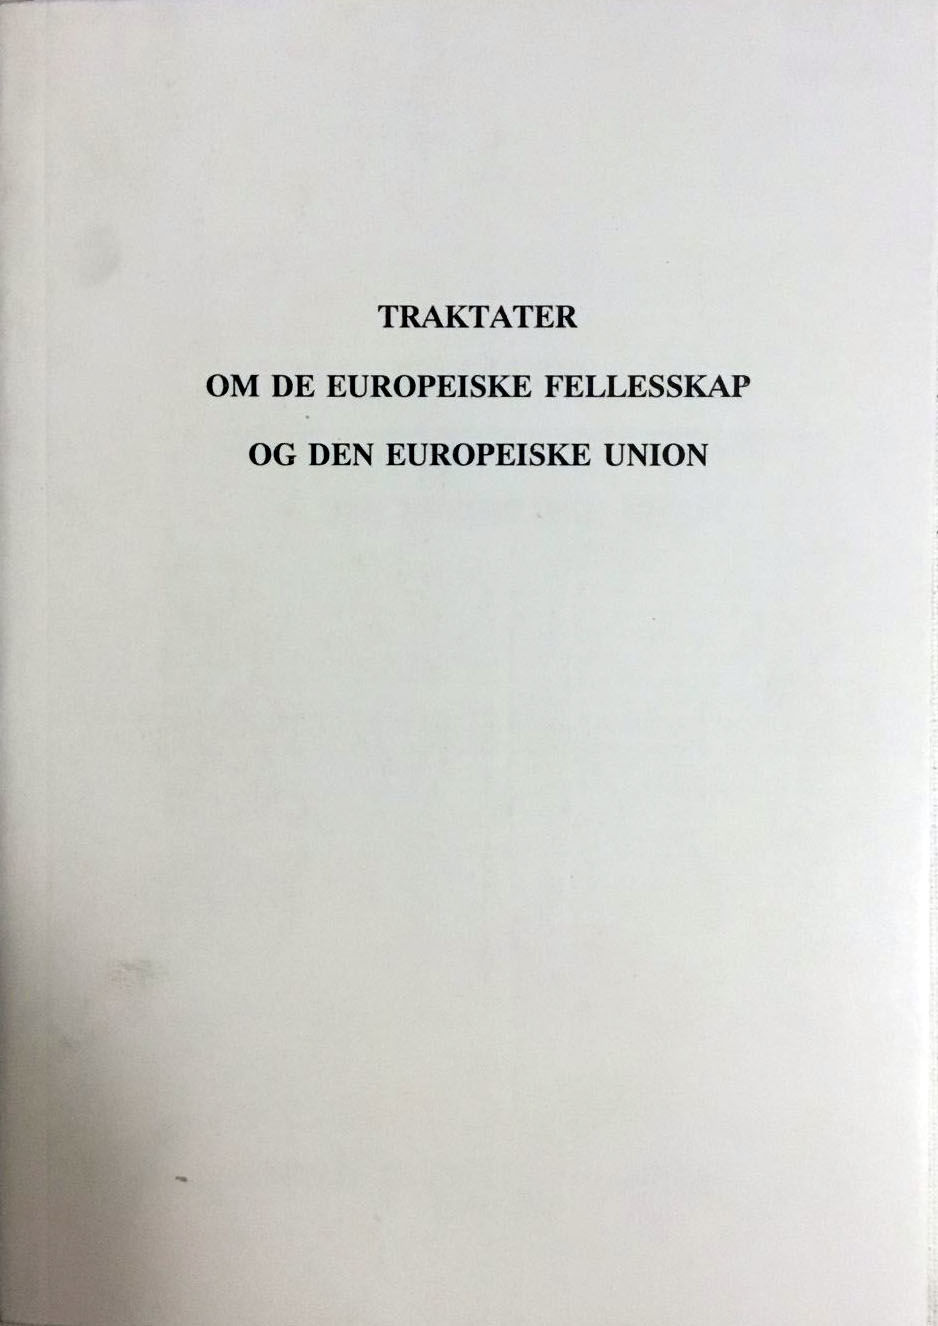 TRAKTATER
OM DE EUROPEISKE FELLESSKAP
OG DEN EUROPEISKE UNION